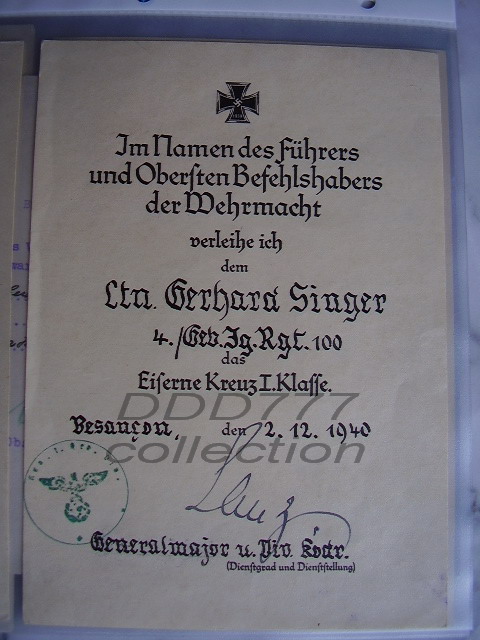 Im Namen des Führers
und Obersten Befehlshabers
der Wehrmacht
verleihe ich
dem
Ltn. Gerhard Singer
4./Geb.Jg.Rgt. 100
das
Eiserne Kreuz I. Klasse.
DDD777
Besançon, den 2. 12. 1940
collection
Generalmajor u. Div. Kdr.
(Dienstgrad und Dienststellung)